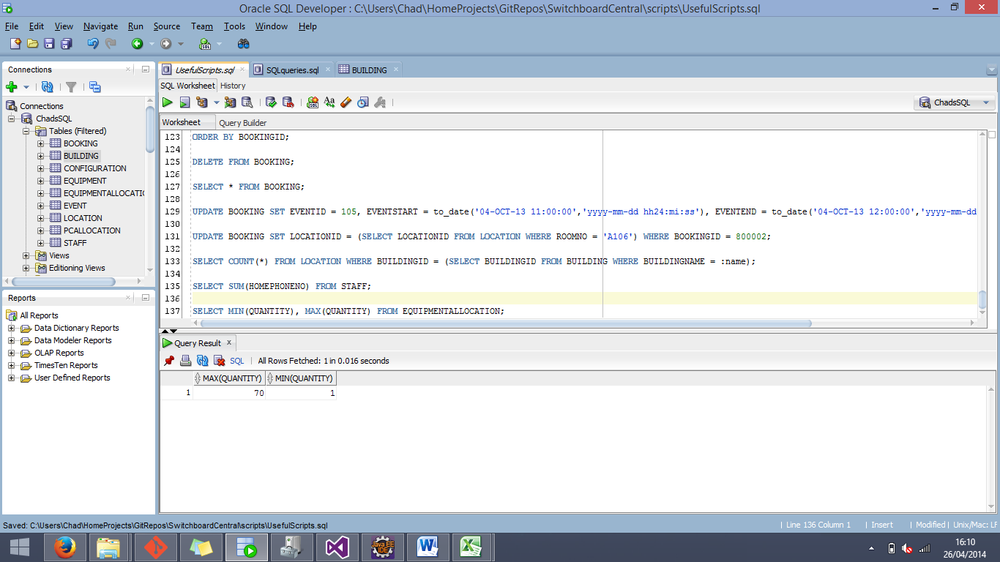 Oracle SQL Developer : C:\Users\Chad\HomeProjects\GitRepos\SwitchboardCentral\scripts\UsefulScripts.sql
File Edit View Navigate Run Source Team Tools Window Help
Connections
Connections
ChadsSQL
Tables (Filtered)
BOOKING
BUILDING
CONFIGURATION
EQUIPMENT
EQUIPMENTALLOCATI
EVENT
LOCATION
PCALLOCATION
STAFF
Views
Editioning Views
Reports
All Reports
Data Dictionary Reports
Data Modeler Reports
OLAP Reports
TimesTen Reports
User Defined Reports
UsefulScripts.sql SQLqueries.sql BUILDING
SQL Worksheet History
ChadsSQL
Worksheet Query Builder
123 ORDER BY BOOKINGID;
124
125 DELETE FROM BOOKING;
126
127 SELECT * FROM BOOKING;
128
129 UPDATE BOOKING SET EVENTID = 105, EVENTSTART = to_date('04-OCT-13 11:00:00','yyyy-mm-dd hh24:mi:ss'), EVENTEND = to_date('04-OCT-13 12:00:00','yyyy-mm-dd
130
131 UPDATE BOOKING SET LOCATIONID = (SELECT LOCATIONID FROM LOCATION WHERE ROOMNO = 'A106') WHERE BOOKINGID = 800002;
132
133 SELECT COUNT(*) FROM LOCATION WHERE BUILDINGID = (SELECT BUILDINGID FROM BUILDING WHERE BUILDINGNAME = :name);
134
135 SELECT SUM(HOMEPHONENO) FROM STAFF;
136
137 SELECT MIN(QUANTITY), MAX(QUANTITY) FROM EQUIPMENTALLOCATION;
Query Result
SQL | All Rows Fetched: 1 in 0.016 seconds
MAX(QUANTITY) MIN(QUANTITY)
1 70 1
Saved: C:\Users\Chad\HomeProjects\GitRepos\SwitchboardCentral\scripts\UsefulScripts.sql
| Line 136 Column 1 | Insert | Modified | Unix/Mac: LF
Java EE IDE
16:10
26/04/2014